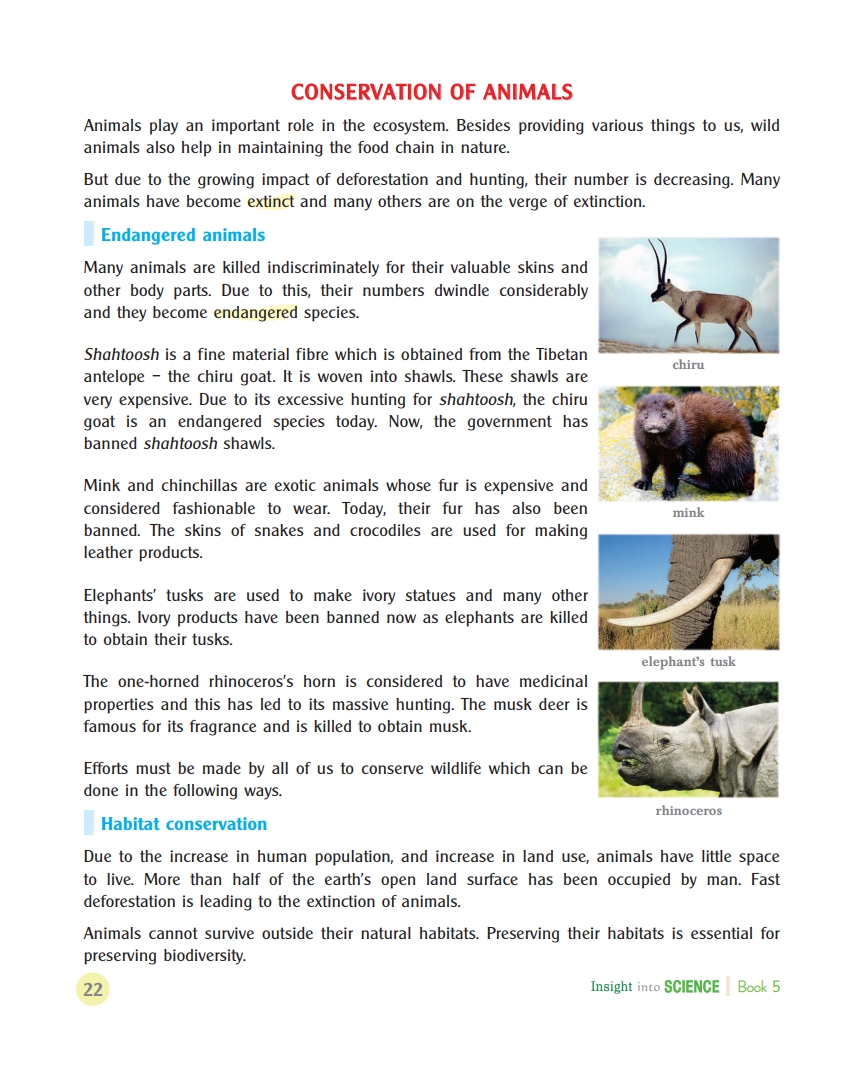 CONSERVATION OF ANIMALS
Animals play an important role in the ecosystem. Besides providing various things to us, wild
animals also help in maintaining the food chain in nature.
But due to the growing impact of deforestation and hunting, their number is decreasing. Many
animals have become extinct and many others are on the verge of extinction.
Endangered animals
Many animals are killed indiscriminately for their valuable skins and
other body parts. Due to this, their numbers dwindle considerably
and they become endangered species.
Shahtoosh is a fine material fibre which is obtained from the Tibetan
antelope – the chiru goat. It is woven into shawls. These shawls are
very expensive. Due to its excessive hunting for shahtoosh, the chiru
goat is an endangered species today. Now, the government has
banned shahtoosh shawls.
chiru
Mink and chinchillas are exotic animals whose fur is expensive and
considered fashionable to wear. Today, their fur has also been
banned. The skins of snakes and crocodiles are used for making
leather products.
mink
Elephants' tusks are used to make ivory statues and many other
things. Ivory products have been banned now as elephants are killed
to obtain their tusks.
elephant's tusk
The one-horned rhinoceros's horn is considered to have medicinal
properties and this has led to its massive hunting. The musk deer is
famous for its fragrance and is killed to obtain musk.
Efforts must be made by all of us to conserve wildlife which can be
done in the following ways.
rhinoceros
Habitat conservation
Due to the increase in human population, and increase in land use, animals have little space
to live. More than half of the earth's open land surface has been occupied by man. Fast
deforestation is leading to the extinction of animals.
Animals cannot survive outside their natural habitats. Preserving their habitats is essential for
preserving biodiversity.
22
Insight into SCIENCE | Book 5